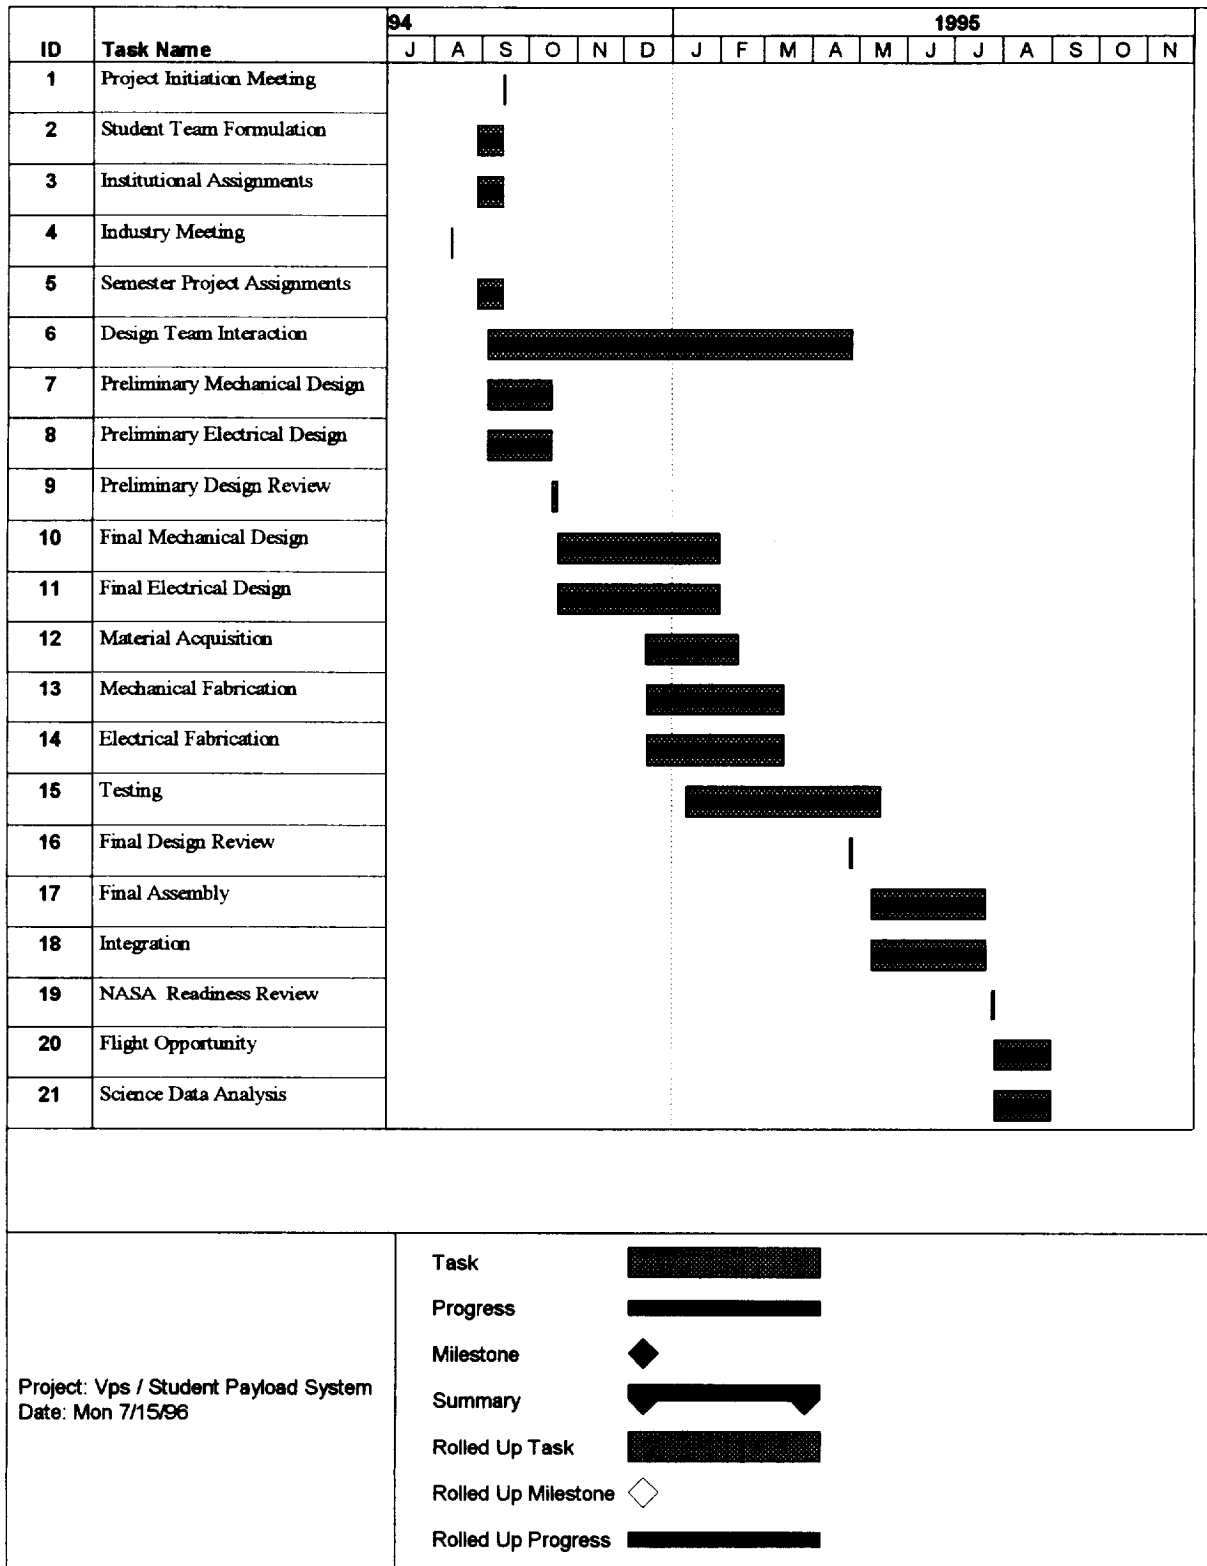 94 1995
ID Task Name J A S O N D J F M A M J J A S O N
1 Project Initiation Meeting
2 Student Team Formulation
3 Institutional Assignments
4 Industry Meeting
5 Semester Project Assignments
6 Design Team Interaction
7 Preliminary Mechanical Design
8 Preliminary Electrical Design
9 Preliminary Design Review
10 Final Mechanical Design
11 Final Electrical Design
12 Material Acquisition
13 Mechanical Fabrication
14 Electrical Fabrication
15 Testing
16 Final Design Review
17 Final Assembly
18 Integration
19 NASA Readiness Review
20 Flight Opportunity
21 Science Data Analysis
Project: Vps / Student Payload System
Date: Mon 7/15/96
Task
Progress
Milestone
Summary
Rolled Up Task
Rolled Up Milestone
Rolled Up Progress